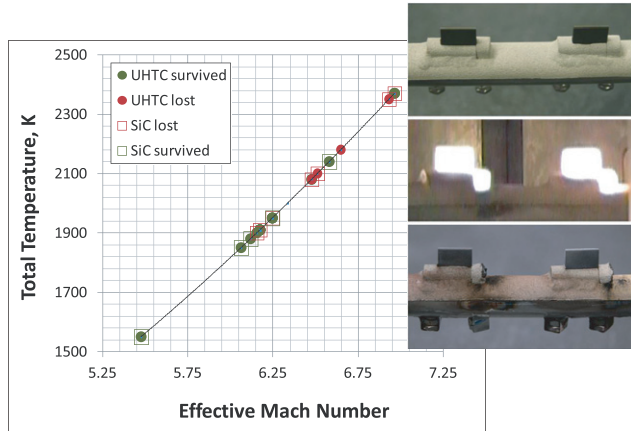 2500
2300
2100
1900
1700
1500
Total Temperature, K
UHTC survived
UHTC lost
SiC lost
SiC survived
5.25 5.75 6.25 6.75 7.25
Effective Mach Number